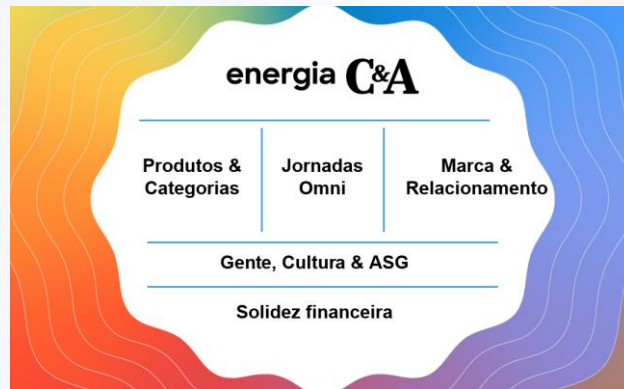 energia C&A
Produtos &
Categorias
Jornadas
Omni
Marca &
Relacionamento
Gente, Cultura & ASG
Solidez financeira